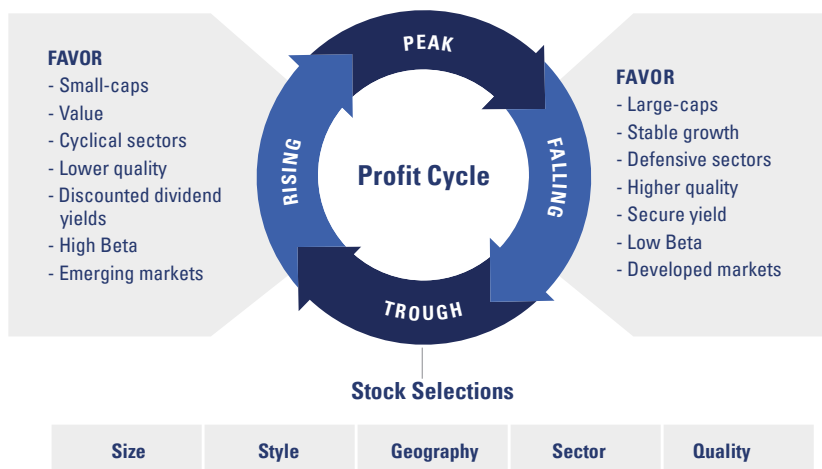 PEAK
FAVOR
- Small-caps
- Value
- Cyclical sectors
- Lower quality
- Discounted dividend
yields
- High Beta
- Emerging markets
RISING
Profit Cycle
FALLING
FAVOR
- Large-caps
- Stable growth
- Defensive sectors
- Higher quality
- Secure yield
- Low Beta
- Developed markets
TROUGH
Stock Selections
Size Style Geography Sector Quality